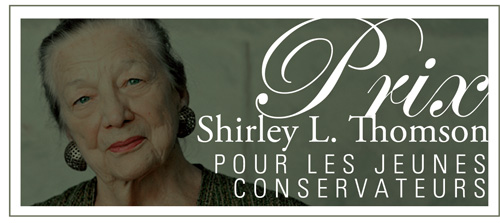 Prix
Shirley L. Thomson
POUR LES JEUNES
CONSERVATEURS